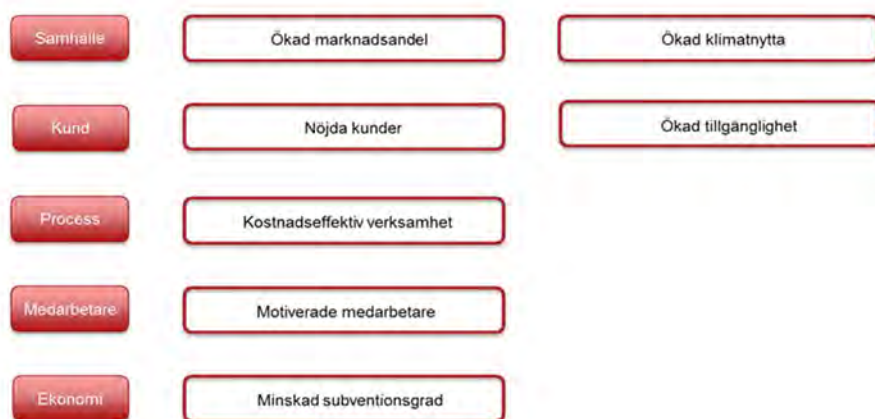 Samhälle
Ökad marknadsandel
Ökad klimatnytta
Kund
Nöjda kunder
Ökad tillgänglighet
Process
Kostnadseffektiv verksamhet
Medarbetare
Motiverade medarbetare
Ekonomi
Minskad subventionsgrad